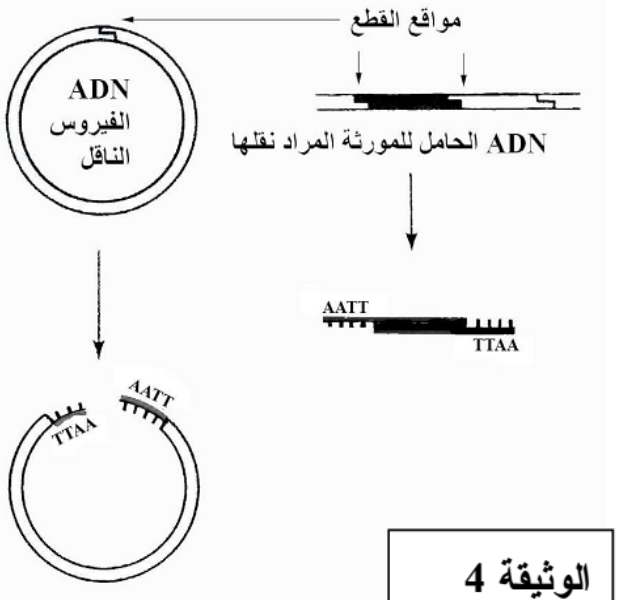 مواقع القطع
ADN
الفيروس
الناقل
ADN الحامل للمورثة المراد نقلها
AATT
TTAA
AATT
TTAA
الوثيقة 4